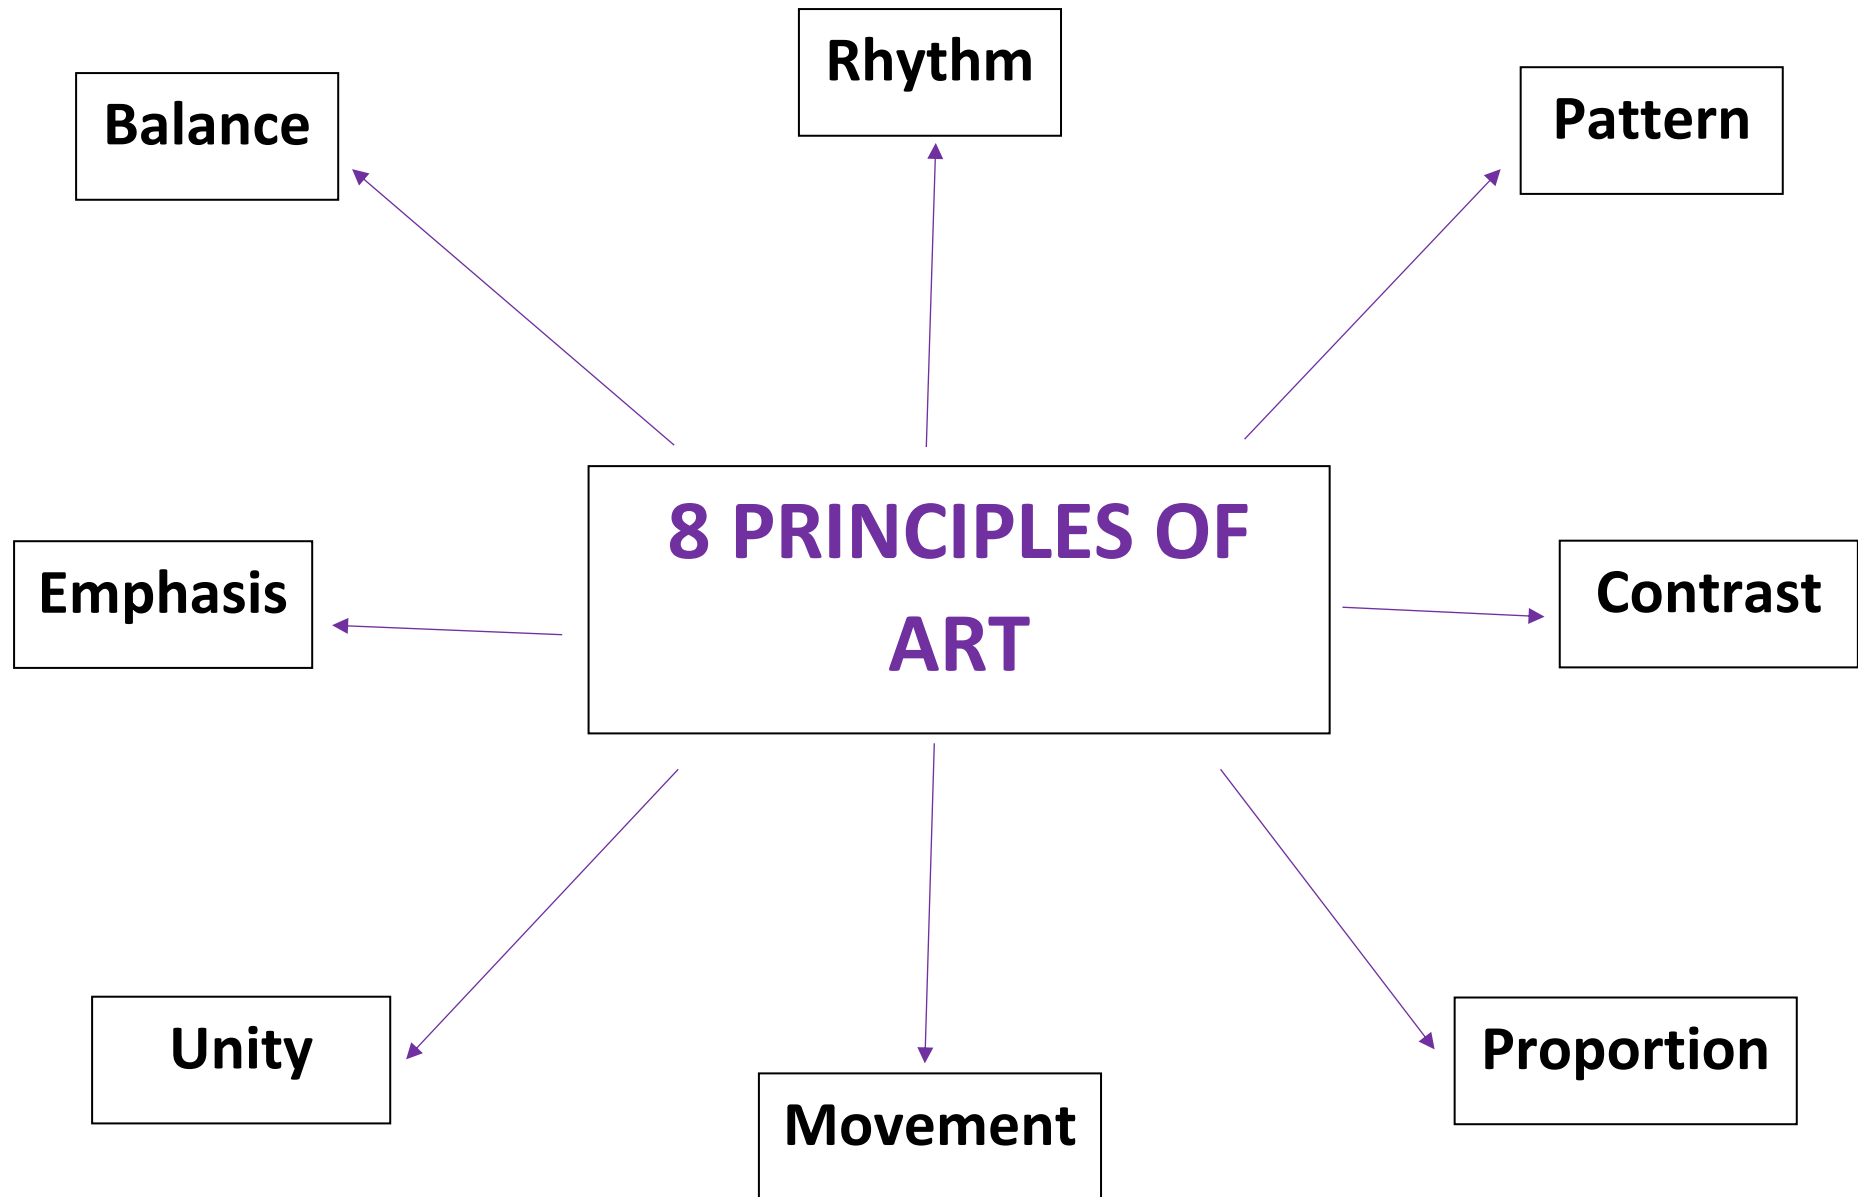 Rhythm
Balance
Pattern
8 PRINCIPLES OF
ART
Emphasis
Contrast
Unity
Proportion
Movement